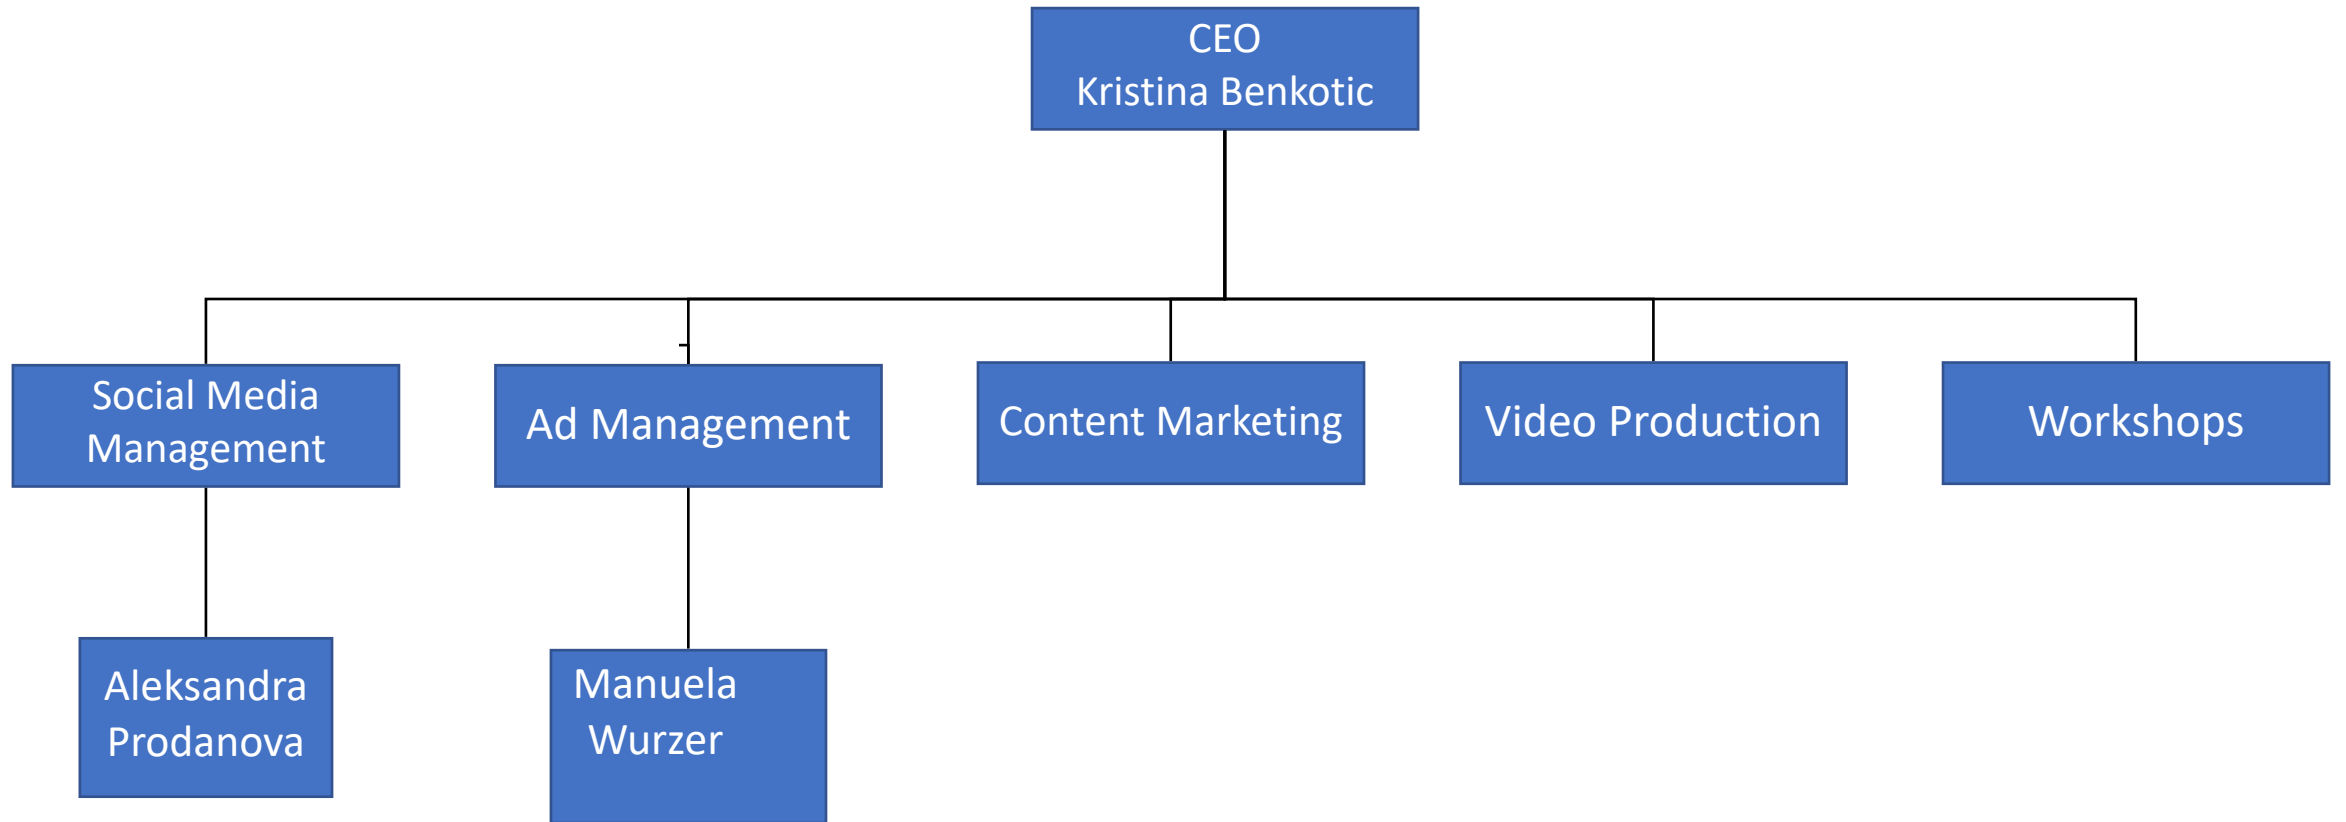 CEO
Kristina Benkotic
Social Media
Management
Ad Management
Content Marketing
Video Production
Workshops
Aleksandra
Prodanova
Manuela
Wurzer